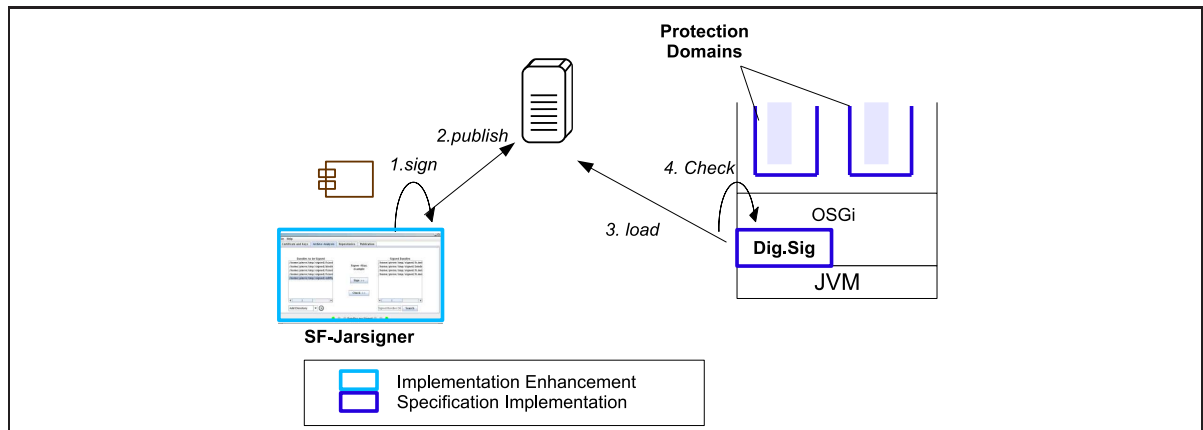 Protection
Domains
2.publish
1.sign
4. Check
3. load
OSGi
Dig.Sig
JVM
SF-Jarsigner
Implementation Enhancement
Specification Implementation